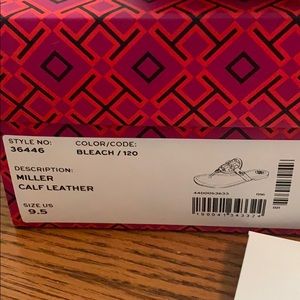 STYLE NO: COLOR/CODE:
36446 BLEACH / 120
DESCRIPTION:
MILLER
CALF LEATHER
SIZE US
9.5